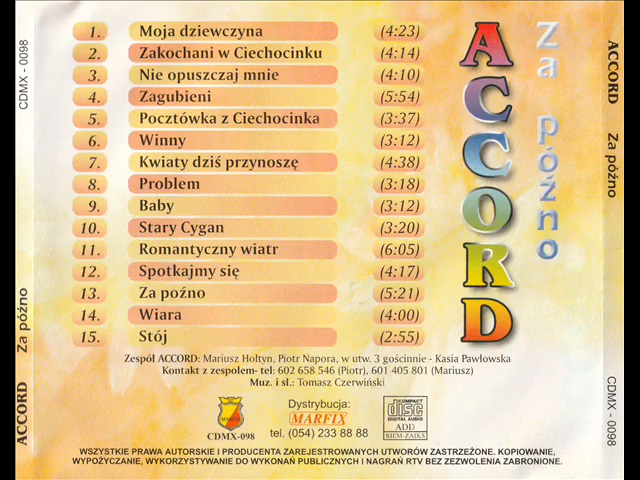 1. Moja dziewczyna (4:23)
2. Zakochani w Ciechocinku (4:14)
3. Nie opuszczaj mnie (4:10)
4. Zagubieni (5:54)
5. Pocztówka z Ciechocinka (3:37)
6. Winny (3:12)
7. Kwiaty dziś przynoszę (4:38)
8. Problem (3:18)
9. Baby (3:12)
10. Stary Cygan (3:20)
11. Romantyczny wiatr (6:05)
12. Spotkajmy się (4:17)
13. Za poźno (5:21)
14. Wiara (4:00)
15. Stój (2:55)
ACCORD
Za późno
Zespół ACCORD: Mariusz Hołtyn, Piotr Napora, w utw. 3 gościnnie - Kasia Pawłowska
Kontakt z zespolem- tel: 602 658 546 (Piotr), 601 405 801 (Mariusz)
Muz. i sł.: Tomasz Czerwiński
MARFIX
CDMX-098
Dystrybucja:
MARFIX
tel. (054) 233 88 88
COMPACT
disc
DIGITAL AUDIO
ADD
BIEM-ZAIKS
WSZYSTKIE PRAWA AUTORSKIE I PRODUCENTA ZAREJESTROWANYCH UTWORÓW ZASTRZEŻONE. KOPIOWANIE,
WYPOŻYCZANIE, WYKORZYSTYWANIE DO WYKONAŃ PUBLICZNYCH I NAGRAŃ RTV BEZ ZEZWOLENIA ZABRONIONE.
ACCORD Za późno CDMX - 0098
ACCORD Za późno CDMX - 0098